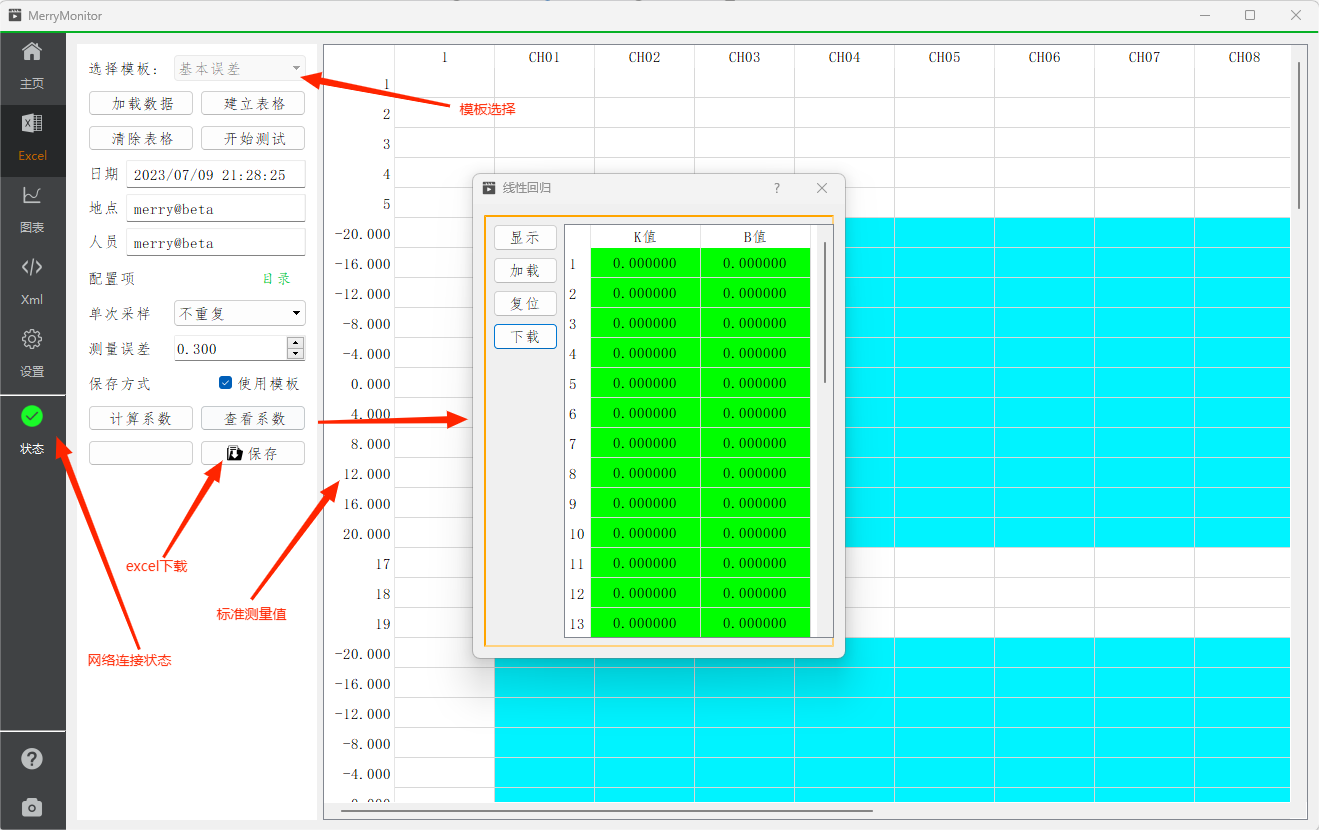 MerryMonitor
主页
Excel
图表
Xml
设置
状态
选择模板:
基本误差
加载数据
建立表格
清除表格
开始测试
日期
2023/07/09 21:28:25
地点
merry@beta
人员
merry@beta
配置项
目录
单次采样
不重复
测量误差
0.300
保存方式
使用模板
计算系数
查看系数
保存
模板选择
excel下载
标准测量值
网络连接状态
1 CH01 CH02 CH03 CH04 CH05 CH06 CH07 CH08
1
2
3
4
5
-20.000
-16.000
-12.000
-8.000
-4.000
0.000
4.000
8.000
12.000
16.000
20.000
17
18
19
-20.000
-16.000
-12.000
-8.000
-4.000
0.000
线性回归
?
显示
加载
复位
下载
K值 B值
1 0.000000 0.000000
2 0.000000 0.000000
3 0.000000 0.000000
4 0.000000 0.000000
5 0.000000 0.000000
6 0.000000 0.000000
7 0.000000 0.000000
8 0.000000 0.000000
9 0.000000 0.000000
10 0.000000 0.000000
11 0.000000 0.000000
12 0.000000 0.000000
13 0.000000 0.000000